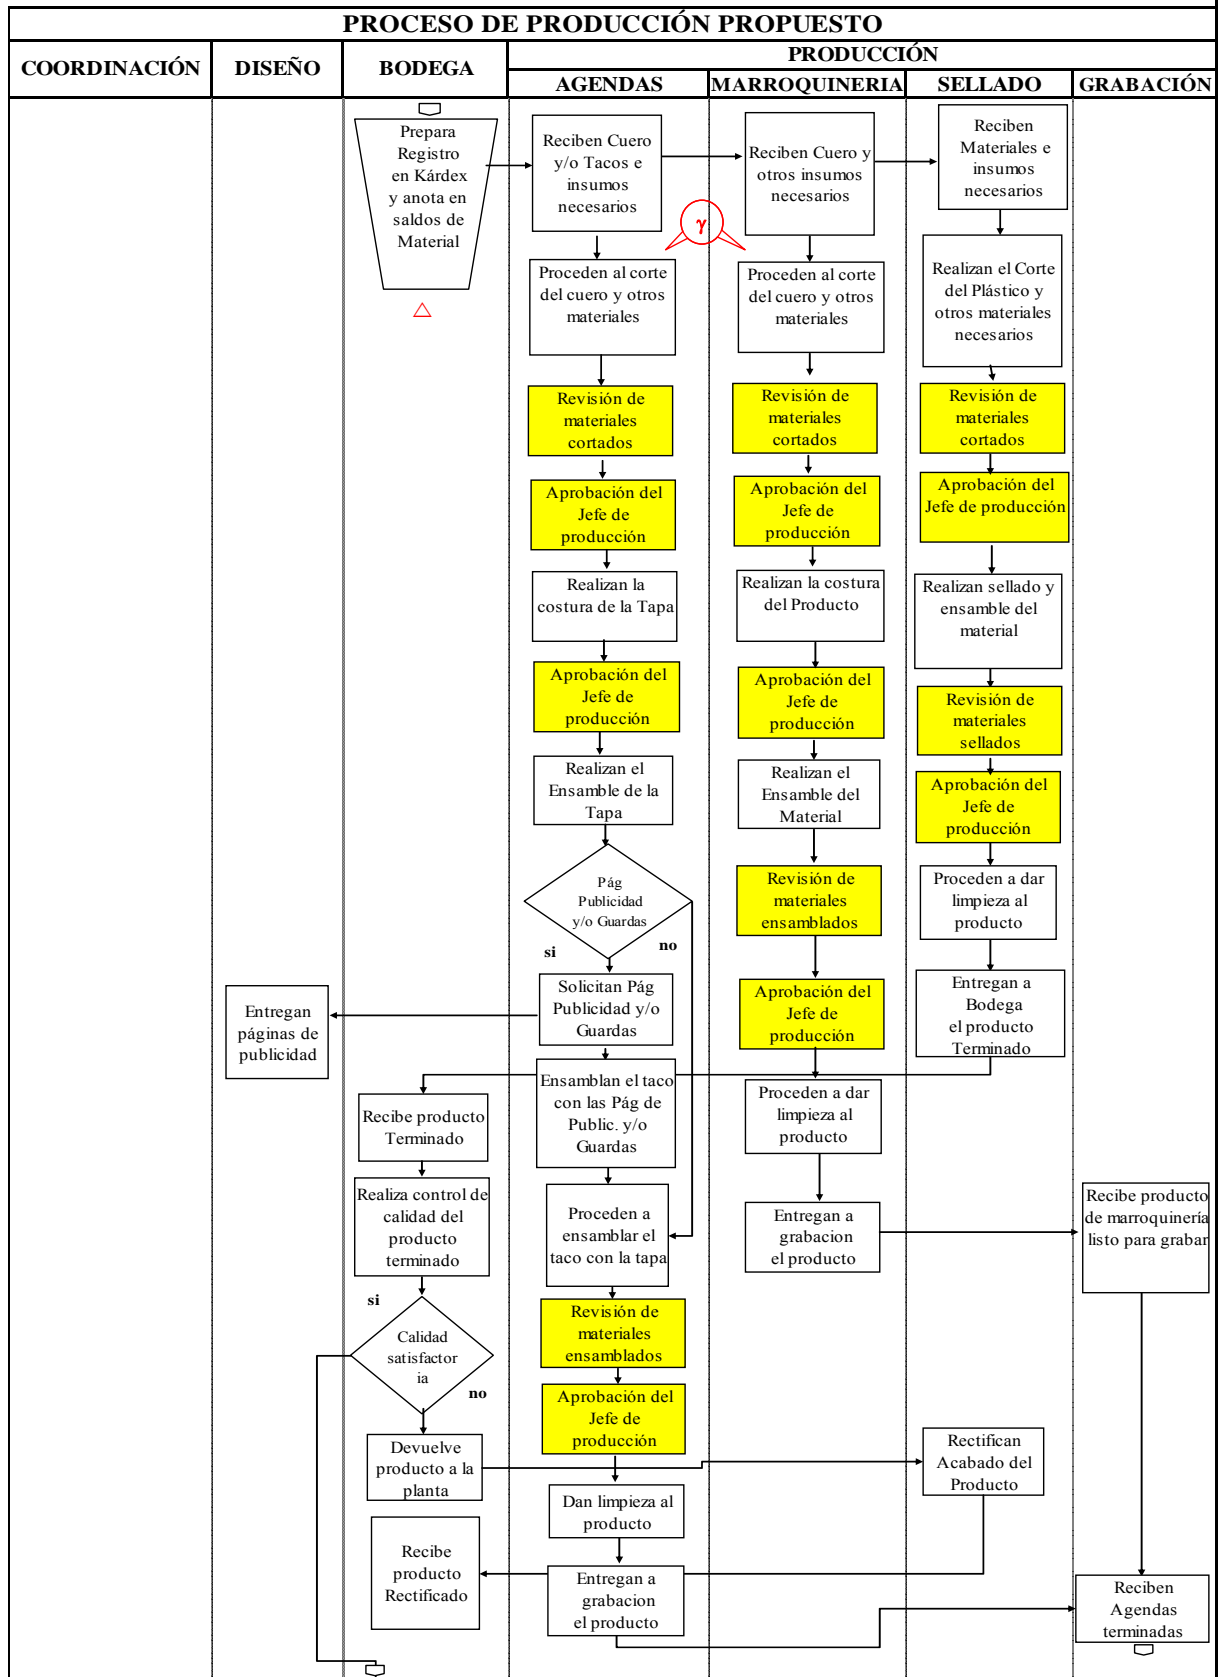 PROCESO DE PRODUCCIÓN PROPUESTO
COORDINACIÓN
DISEÑO
BODEGA
PRODUCCIÓN
AGENDAS
MARROQUINERIA
SELLADO
GRABACIÓN
Prepara
Registro
en Kárdex
y anota en
saldos de
Material
Reciben Cuero
y/o Tacos e
insumos
necesarios
Reciben Cuero y
otros insumos
necesarios
Reciben
Materiales e
insumos
necesarios
γ
Proceden al corte
del cuero y otros
materiales
Proceden al corte
del cuero y otros
materiales
Realizan el Corte
del Plástico y
otros materiales
necesarios
Revisión de
materiales
cortados
Revisión de
materiales
cortados
Revisión de
materiales
cortados
Aprobación del
Jefe de
producción
Aprobación del
Jefe de
producción
Aprobación del
Jefe de producción
Realizan la
costura de la Tapa
Realizan la costura
del Producto
Realizan sellado y
ensamble del
material
Aprobación del
Jefe de
producción
Aprobación del
Jefe de
producción
Revisión de
materiales
sellados
Realizan el
Ensamble de la
Tapa
Realizan el
Ensamble del
Material
Aprobación del
Jefe de
producción
Pág
Publicidad
y/o Guardas
si
no
Revisión de
materiales
ensamblados
Proceden a dar
limpieza al
producto
Entregan
páginas de
publicidad
Solicitan Pág
Publicidad y/o
Guardas
Aprobación del
Jefe de
producción
Entregan a
Bodega
el producto
Terminado
Recibe producto
Terminado
Ensamblan el taco
con las Pág de
Public. y/o
Guardas
Proceden a dar
limpieza al
producto
Realiza control de
calidad del
producto
terminado
Proceden a
ensamblar el
taco con la tapa
Entregan a
grabacion
el producto
Recibe producto
de marroquinería
listo para grabar
si
Calidad
satisfactor
ia
no
Revisión de
materiales
ensamblados
Aprobación del
Jefe de
producción
Devuelve
producto a la
planta
Rectifican
Acabado del
Producto
Dan limpieza al
producto
Recibe
producto
Rectificado
Entregan a
grabacion
el producto
Reciben
Agendas
terminadas